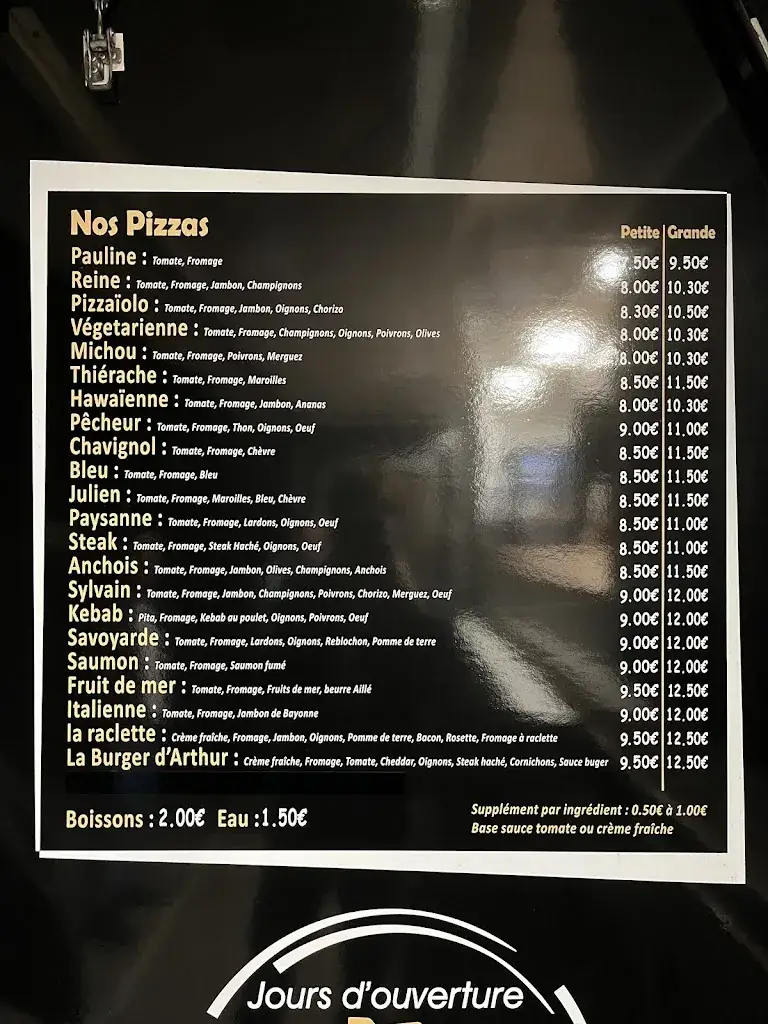 Nos Pizzas
Petite Grande
Pauline : Tomate, Fromage 7.50€ 9.50€
Reine : Tomate, Fromage, Jambon, Champignons 8.00€ 10.30€
Pizzaïolo : Tomate, Fromage, Jambon, Oignons, Chorizo 8.30€ 10.50€
Végetarienne : Tomate, Fromage, Champignons, Oignons, Poivrons, Olives 8.00€ 10.30€
Michou : Tomate, Fromage, Poivrons, Merguez 8.00€ 10.30€
Thiérache : Tomate, Fromage, Maroilles 8.50€ 11.50€
Hawaïenne : Tomate, Fromage, Jambon, Ananas 8.00€ 10.30€
Pêcheur : Tomate, Fromage, Thon, Oignons, Oeuf 9.00€ 11.00€
Chavignol : Tomate, Fromage, Chèvre 8.50€ 11.50€
Bleu : Tomate, Fromage, Bleu 8.50€ 11.50€
Julien : Tomate, Fromage, Maroilles, Bleu, Chèvre 8.50€ 11.50€
Paysanne : Tomate, Fromage, Lardons, Oignons, Oeuf 8.50€ 11.00€
Steak : Tomate, Fromage, Steak Haché, Oignons, Oeuf 8.50€ 11.00€
Anchois : Tomate, Fromage, Jambon, Olives, Champignons, Anchois 8.50€ 11.50€
Sylvain : Tomate, Fromage, Jambon, Champignons, Poivrons, Chorizo, Merguez, Oeuf 9.00€ 12.00€
Kebab : Pita, Fromage, Kebab au poulet, Oignons, Poivrons, Oeuf 9.00€ 12.00€
Savoyarde : Tomate, Fromage, Lardons, Oignons, Reblochon, Pomme de terre 9.00€ 12.00€
Saumon : Tomate, Fromage, Saumon fumé 9.00€ 12.00€
Fruit de mer : Tomate, Fromage, Fruits de mer, beurre Aillé 9.50€ 12.50€
Italienne : Tomate, Fromage, Jambon de Bayonne 9.00€ 12.00€
la raclette : Crème fraîche, Fromage, Jambon, Oignons, Pomme de terre, Bacon, Rosette, Fromage à raclette 9.50€ 12.50€
La Burger d'Arthur : Crème fraîche, Fromage, Tomate, Cheddar, Oignons, Steak haché, Cornichons, Sauce buger 9.50€ 12.50€
Boissons : 2.00€ Eau :1.50€
Supplément par ingrédient : 0.50€ à 1.00€
Base sauce tomate ou crème fraîche
Jours d'ouverture